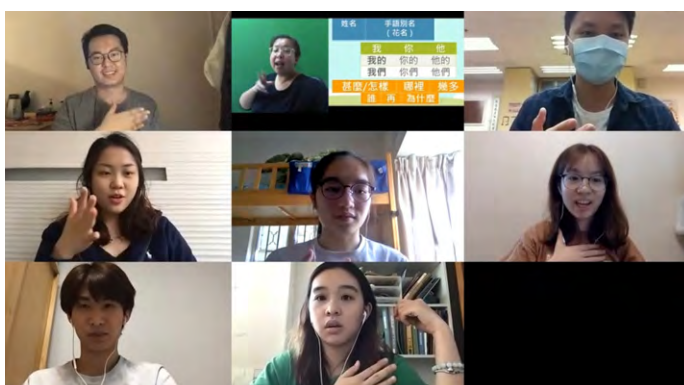 姓名 手語別名
（花名）
我 你 他
我的 你的 他的
我們 你們 他們
甚麼/怎樣 哪裡 幾多
誰 再 為什麼